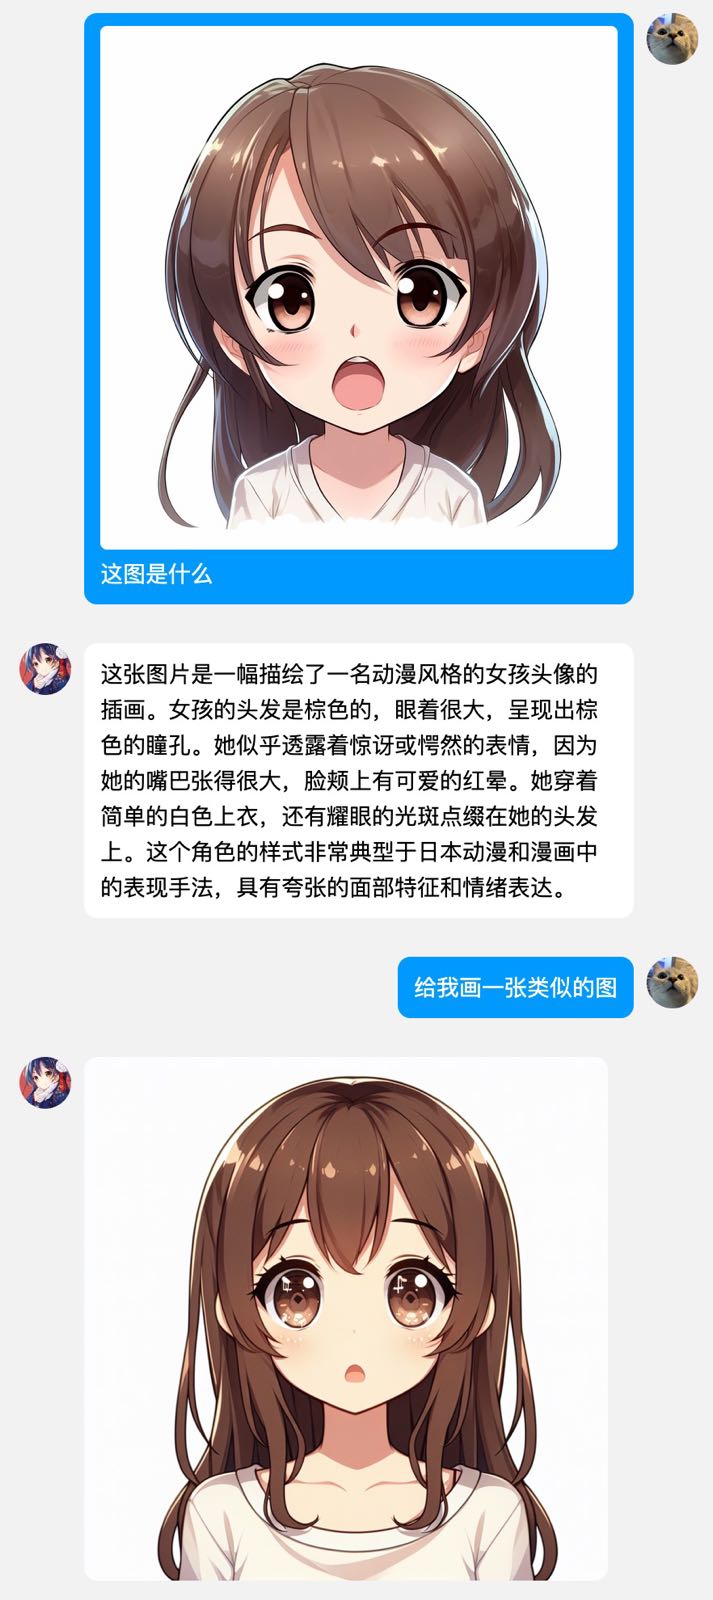 这图是什么
这张图片是一幅描绘了一名动漫风格的女孩头像的
插画。女孩的头发是棕色的，眼着很大，呈现出棕
色的瞳孔。她似乎透露着惊讶或愕然的表情，因为
她的嘴巴张得很大，脸颊上有可爱的红晕。她穿着
简单的白色上衣，还有耀眼的光斑点缀在她的头发
上。这个角色的样式非常典型于日本动漫和漫画中
的表现手法，具有夸张的面部特征和情绪表达。
给我画一张类似的图